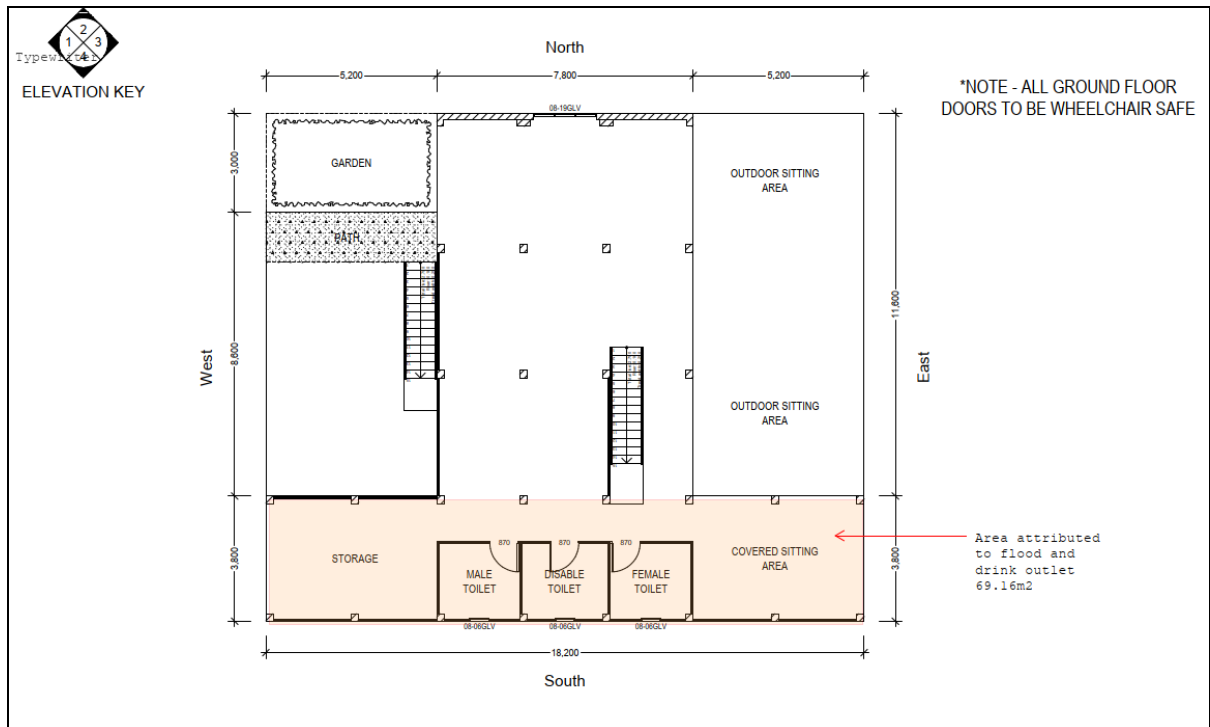 2
1 3
4
Typewriter
ELEVATION KEY
North
5,200
7,800
5,200
*NOTE - ALL GROUND FLOOR
DOORS TO BE WHEELCHAIR SAFE
08-19GLV
3,000
GARDEN
OUTDOOR SITTING
AREA
PATH
11,600
8,600
West
East
OUTDOOR SITTING
AREA
3,800
STORAGE
870
870
870
MALE
TOILET
DISABLE
TOILET
FEMALE
TOILET
COVERED SITTING
AREA
3,800
Area attributed
to flood and
drink outlet
69.16m2
08-06GLV
08-06GLV
08-06GLV
18,200
South